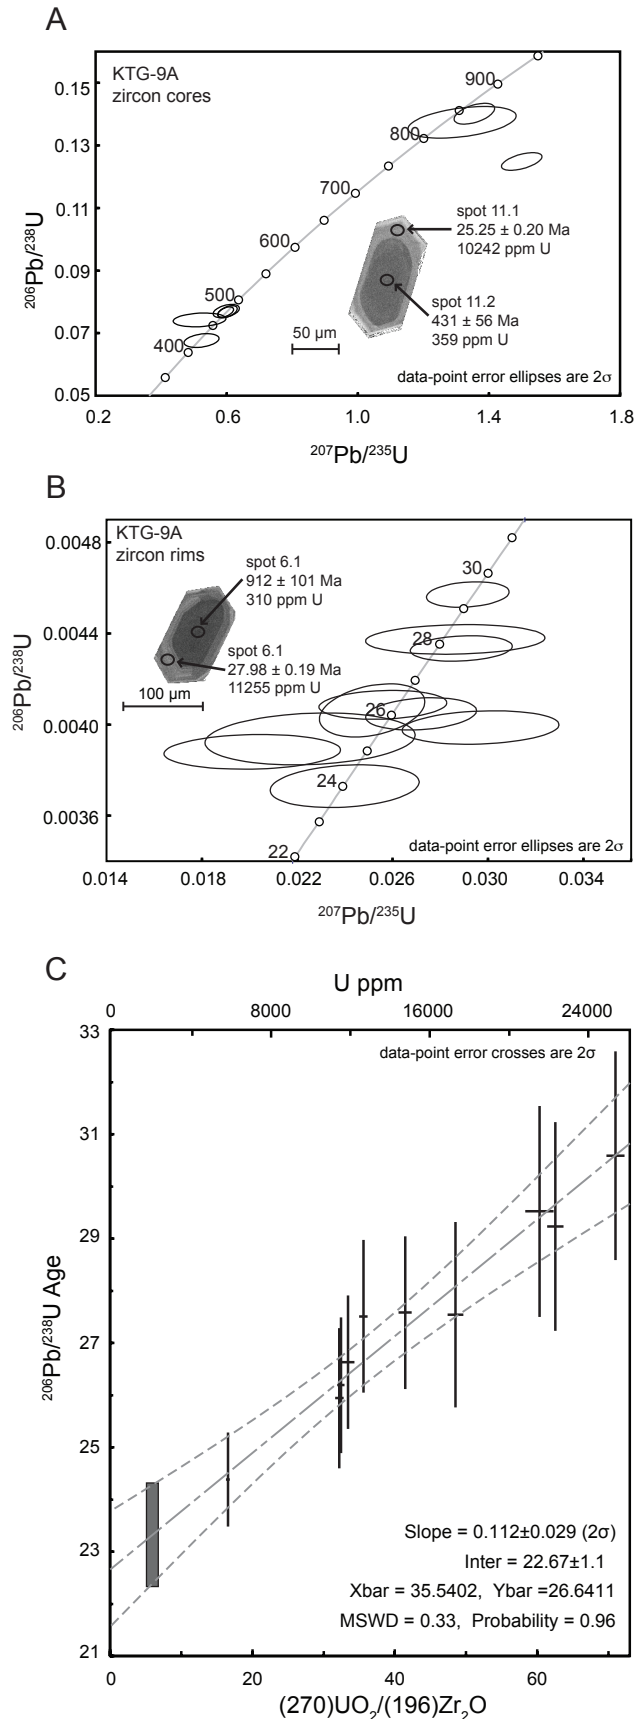 A
KTG-9A
zircon cores
0.15
0.13
0.11
0.09
0.07
0.05
206Pb/238U
900
800
700
600
500
400
spot 11.1
25.25 ± 0.20 Ma
10242 ppm U
spot 11.2
431 ± 56 Ma
359 ppm U
50 µm
data-point error ellipses are 2σ
0.2 0.6 1.0 1.4 1.8
207Pb/235U
B
KTG-9A
zircon rims
0.0048
0.0044
0.0040
0.0036
206Pb/238U
spot 6.1
912 ± 101 Ma
310 ppm U
spot 6.1
27.98 ± 0.19 Ma
11255 ppm U
100 µm
30
28
26
24
22
data-point error ellipses are 2σ
0.014 0.018 0.022 0.026 0.030 0.034
207Pb/235U
C
U ppm
0 8000 16000 24000
data-point error crosses are 2σ
33
31
29
27
25
23
21
206Pb/238U Age
Slope = 0.112±0.029 (2σ)
Inter = 22.67±1.1
Xbar = 35.5402, Ybar =26.6411
MSWD = 0.33, Probability = 0.96
0 20 40 60
(270)UO2/(196)Zr2O